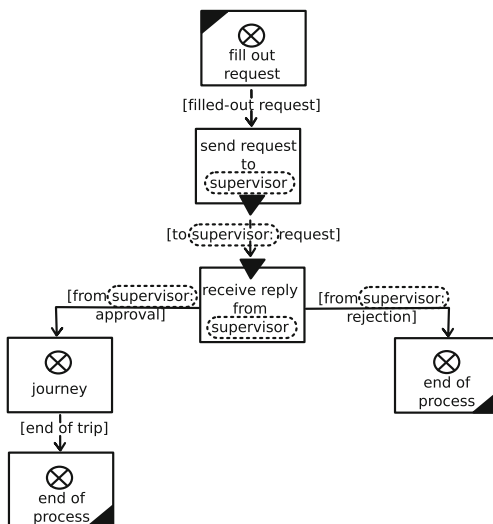 fill out
request
[filled-out request]
send request
to
supervisor
[to supervisor: request]
receive reply
from
supervisor
[from supervisor:
approval]
[from supervisor:
rejection]
journey
end of
process
[end of trip]
end of
process